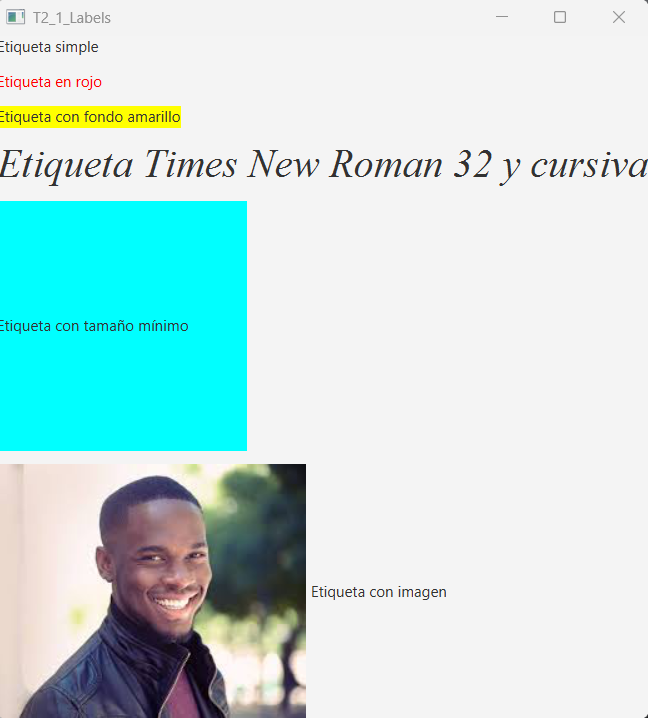 T2_1_Labels
Etiqueta simple
Etiqueta en rojo
Etiqueta con fondo amarillo
Etiqueta Times New Roman 32 y cursiva
Etiqueta con tamaño mínimo
Etiqueta con imagen